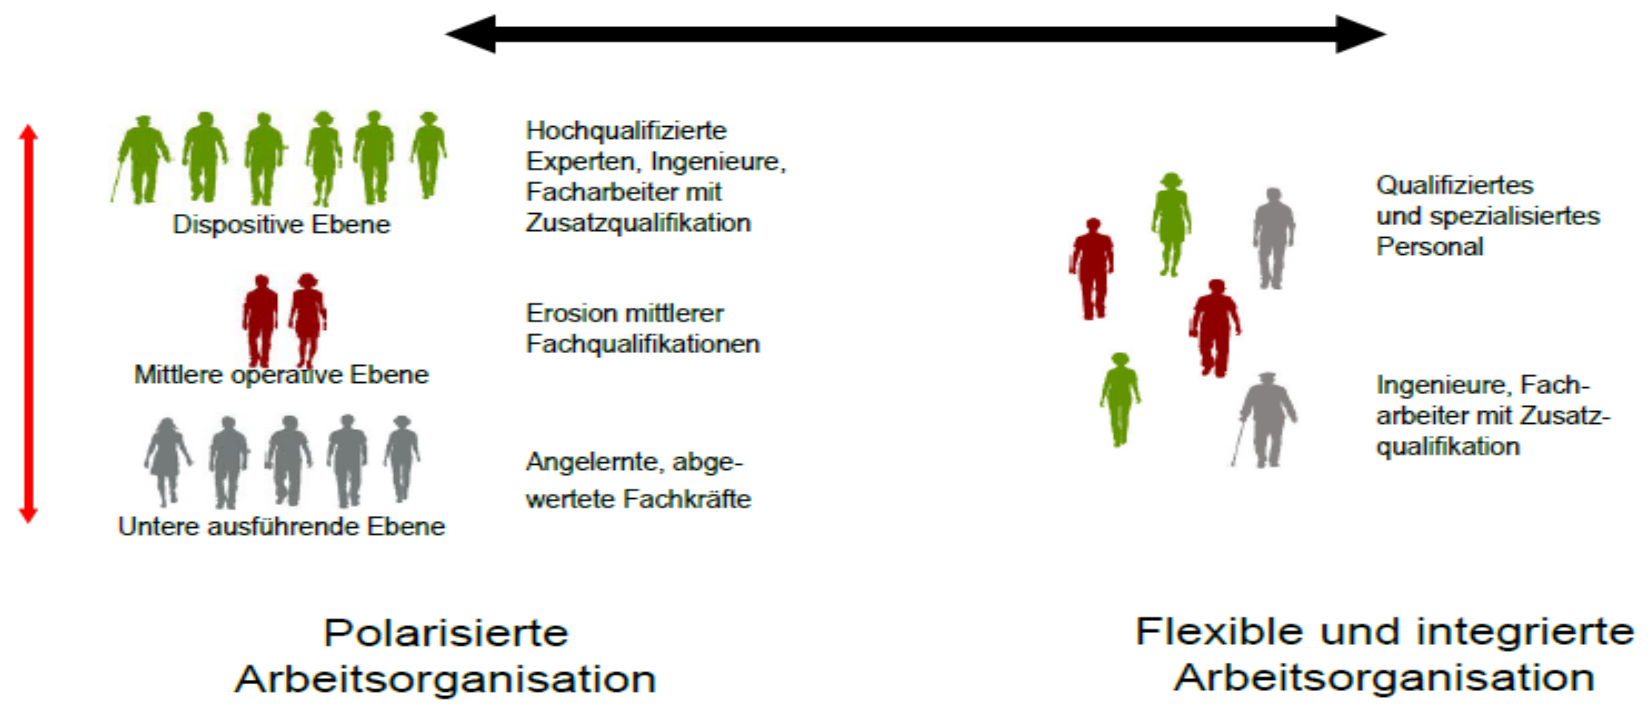 Hochqualifizierte
Experten, Ingenieure,
Facharbeiter mit
Zusatzqualifikation
Dispositive Ebene
Erosion mittlerer
Fachqualifikationen
Mittlere operative Ebene
Angelernte, abge-
wertete Fachkräfte
Untere ausführende Ebene
Polarisierte
Arbeitsorganisation
Qualifiziertes
und spezialisiertes
Personal
Ingenieure, Fach-
arbeiter mit Zusatz-
qualifikation
Flexible und integrierte
Arbeitsorganisation